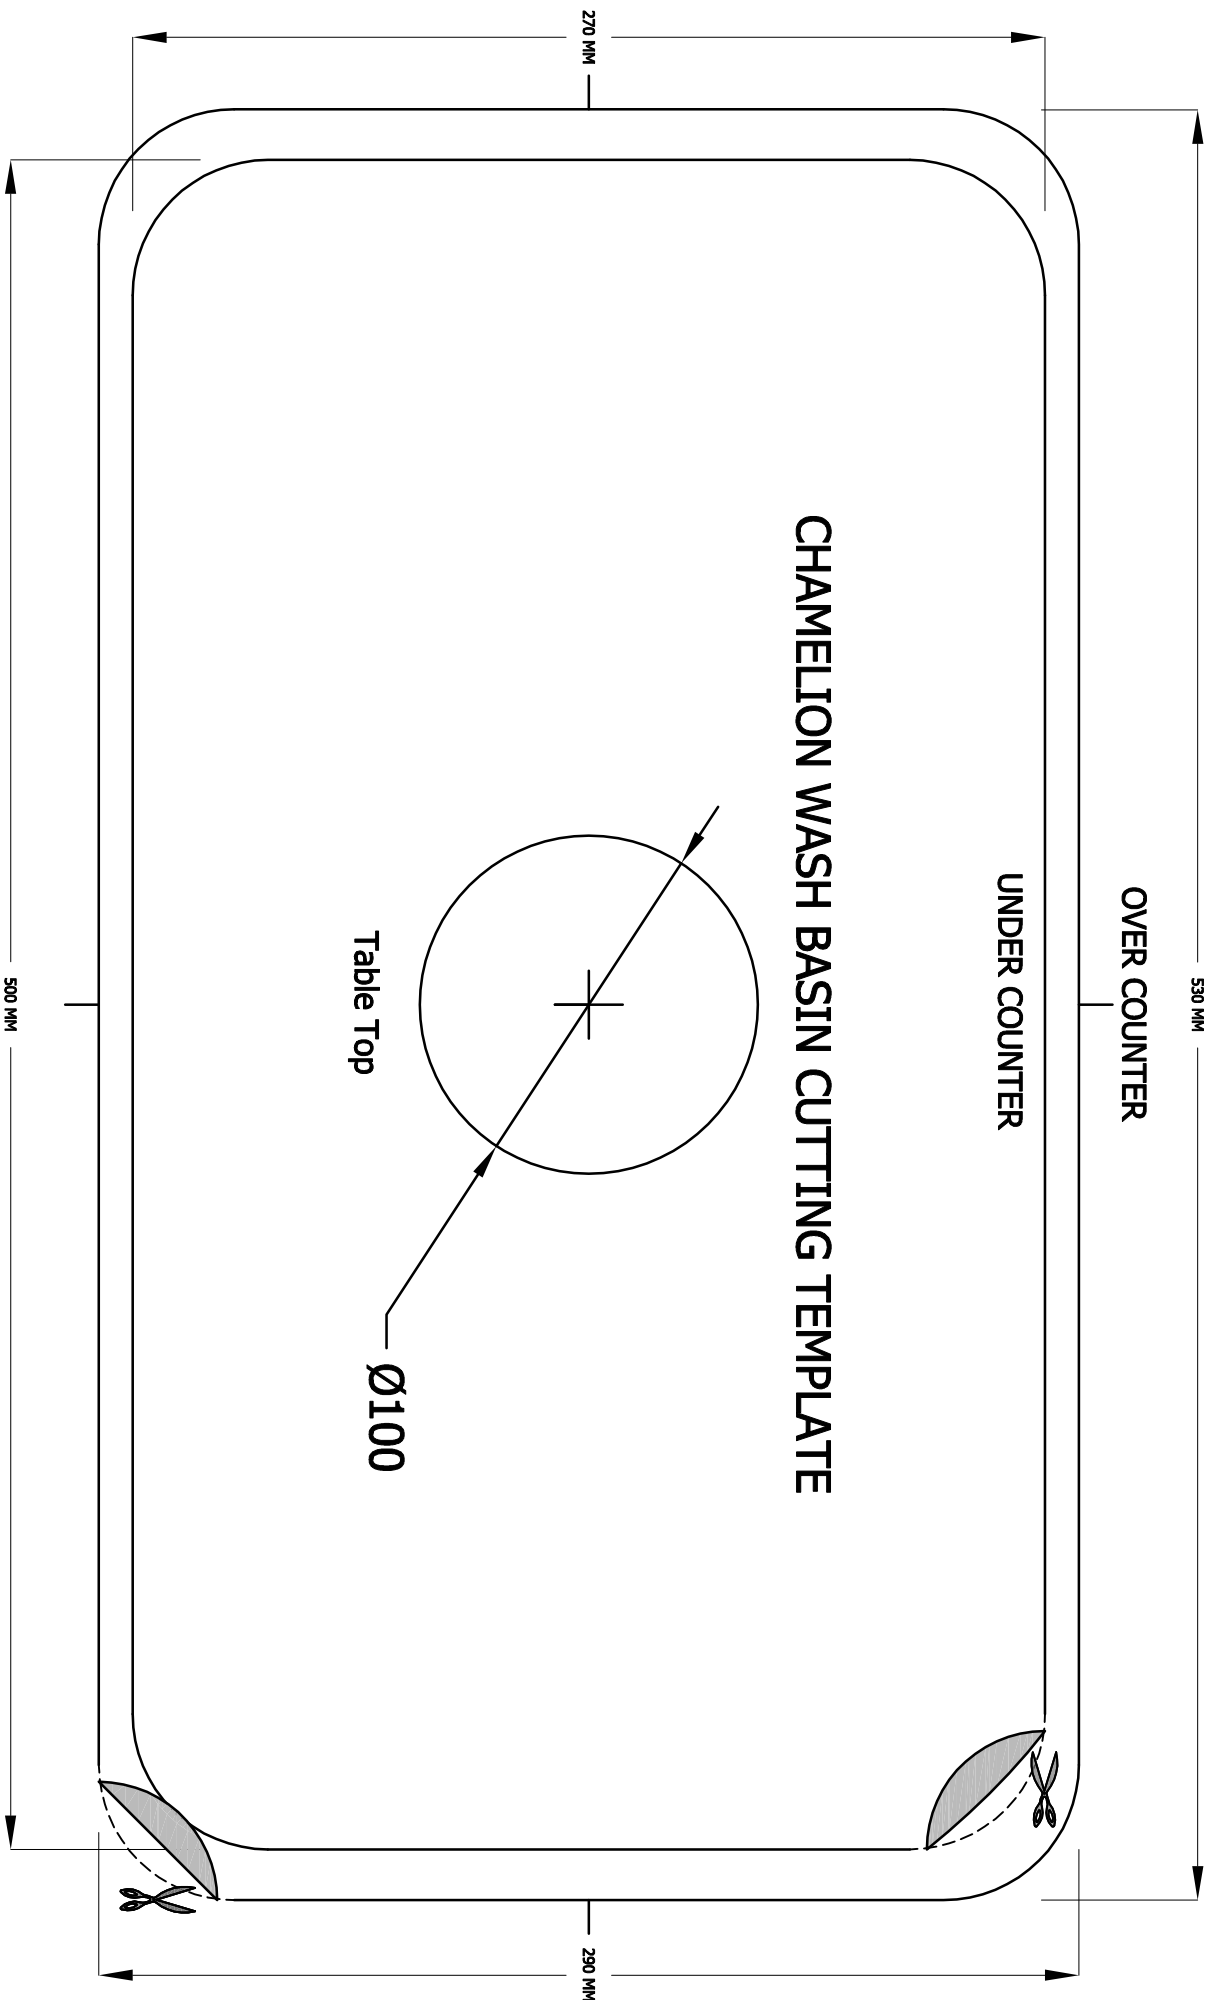 530 MM
OVER COUNTER
UNDER COUNTER
270 MM
290 MM
CHAMELION WASH BASIN CUTTING TEMPLATE
Ø100
Table Top
500 MM